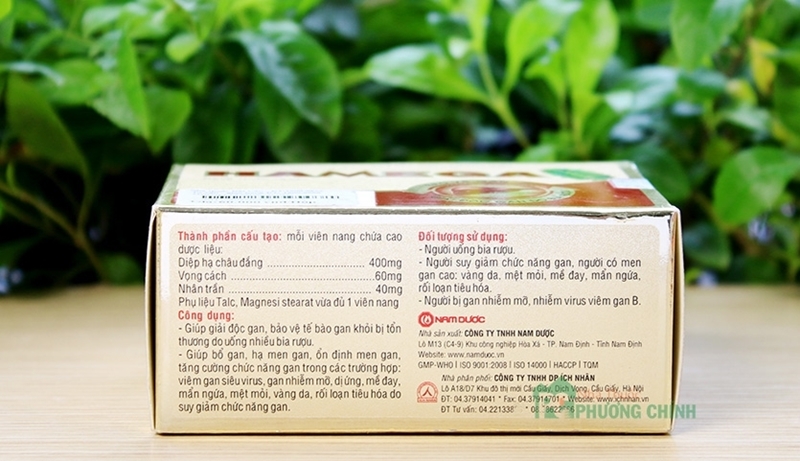 HAMEGA
Thành phần cấu tạo: mỗi viên nang chứa cao
dược liệu:
Diệp hạ châu đắng ........................ 400mg
Vọng cách ........................ 60mg
Nhân trần ........................ 40mg
Phụ liệu Talc, Magnesi stearat vừa đủ 1 viên nang
Công dụng:
- Giúp giải độc gan, bảo vệ tế bào gan khỏi bị tổn
thương do uống nhiều bia rượu.
- Giúp bổ gan, hạ men gan, ổn định men gan,
tăng cường chức năng gan trong các trường hợp:
viêm gan siêu virus, gan nhiễm mỡ, dị ứng, mề đay,
mẩn ngứa, mệt mỏi, vàng da, rối loạn tiêu hóa do
suy giảm chức năng gan.
Đối tượng sử dụng:
- Người uống bia rượu.
- Người suy giảm chức năng gan, người có men
gan cao: vàng da, mệt mỏi, mề đay, mẩn ngứa,
rối loạn tiêu hóa.
- Người bị gan nhiễm mỡ, nhiễm virus viêm gan B.
NAM DƯỢC
Nhà sản xuất: CÔNG TY TNHH NAM DƯỢC
Lô M13 (C4-9) Khu công nghiệp Hòa Xá - TP. Nam Định - Tỉnh Nam Định
Website: www.namduoc.vn
GMP-WHO | ISO 9001:2008 | ISO 14000 | HACCP | TQM
Nhà phân phối: CÔNG TY TNHH DP ÍCH NHÂN
Lô A18/D7 Khu đô thị mới Cầu Giấy, Dịch Vọng, Cầu Giấy, Hà Nội
ĐT: 04.37914041 * Fax: 04.37914701 * Website: www.ichnhan.vn
ĐT Tư vấn:
PHƯƠNG CHINH